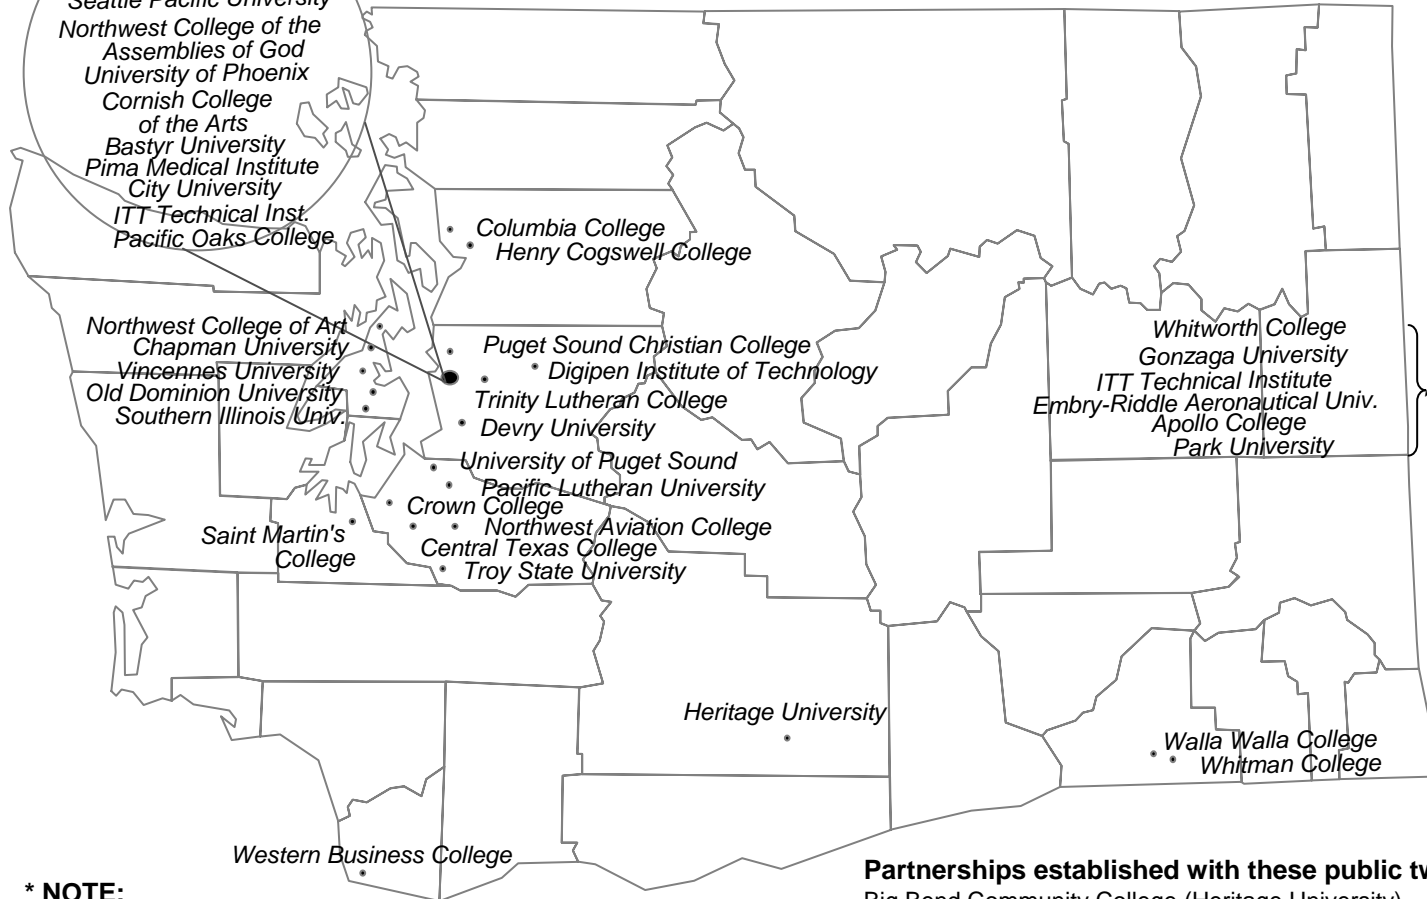 Seattle Pacific University
Northwest College of the
Assemblies of God
University of Phoenix
Cornish College
of the Arts
Bastyr University
Pima Medical Institute
City University
ITT Technical Inst.
Pacific Oaks College
Columbia College
Henry Cogswell College
Northwest College of Art
Chapman University
Vincennes University
Old Dominion University
Southern Illinois Univ.
Puget Sound Christian College
Digipen Institute of Technology
Trinity Lutheran College
Devry University
University of Puget Sound
Pacific Lutheran University
Crown College
Northwest Aviation College
Central Texas College
Troy State University
Saint Martin's
College
Whitworth College
Gonzaga University
ITT Technical Institute
Embry-Riddle Aeronautical Univ.
Apollo College
Park University
Heritage University
Walla Walla College
Whitman College
Western Business College
* NOTE:
Partnerships established with these public tw
Big Bend Community College (Heritage University)